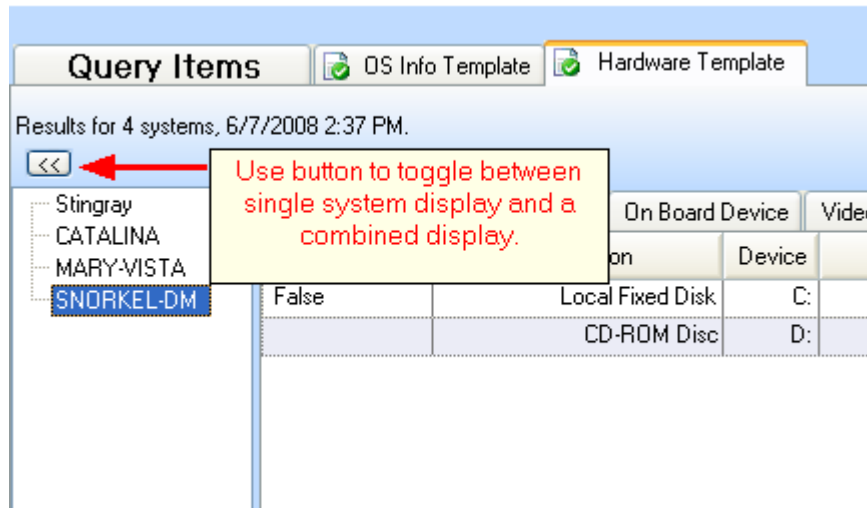 Query Items
OS Info Template
Hardware Template
Results for 4 systems, 6/7/2008 2:37 PM.
<<
Use button to toggle between
single system display and a
combined display.
Stingray
CATALINA
MARY-VISTA
SNORKEL-DM
On Board Device
Device
False
Local Fixed Disk
C:
CD-ROM Disc
D: